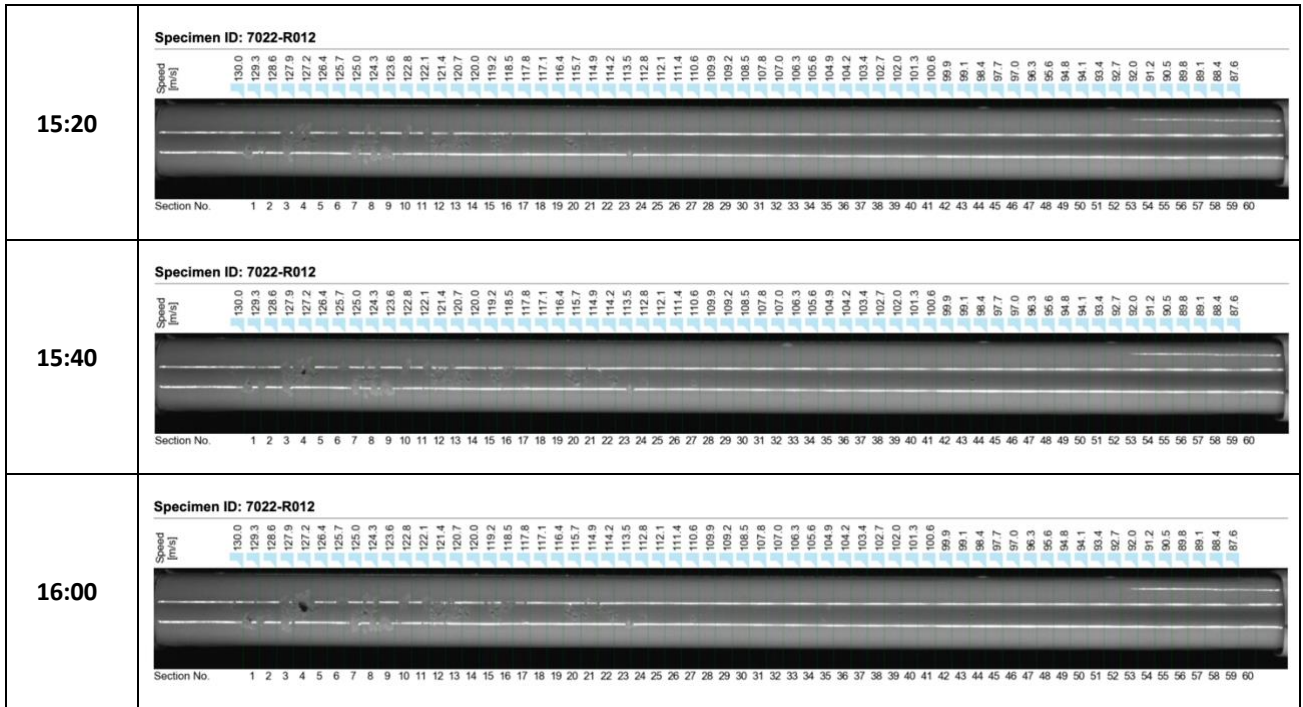 Specimen ID: 7022-R012
Speed [m/s] 130.0 129.3 128.6 127.9 127.2 126.4 125.7 125.0 124.3 123.6 122.8 122.1 121.4 120.7 120.0 119.2 118.5 117.8 117.1 116.4 115.7 114.9 114.2 113.5 112.8 112.1 111.4 110.6 109.9 109.2 108.5 107.8 107.0 106.3 105.6 104.9 104.2 103.4 102.7 102.0 101.3 100.6 99.9 99.1 98.4 97.7 97.0 96.3 95.6 94.8 94.1 93.4 92.7 92.0 91.2 90.5 89.8 89.1 88.4 87.6
15:20
Section No. 1 2 3 4 5 6 7 8 9 10 11 12 13 14 15 16 17 18 19 20 21 22 23 24 25 26 27 28 29 30 31 32 33 34 35 36 37 38 39 40 41 42 43 44 45 46 47 48 49 50 51 52 53 54 55 56 57 58 59 60
Specimen ID: 7022-R012
Speed [m/s] 130.0 129.3 128.6 127.9 127.2 126.4 125.7 125.0 124.3 123.6 122.8 122.1 121.4 120.7 120.0 119.2 118.5 117.8 117.1 116.4 115.7 114.9 114.2 113.5 112.8 112.1 111.4 110.6 109.9 109.2 108.5 107.8 107.0 106.3 105.6 104.9 104.2 103.4 102.7 102.0 101.3 100.6 99.9 99.1 98.4 97.7 97.0 96.3 95.6 94.8 94.1 93.4 92.7 92.0 91.2 90.5 89.8 89.1 88.4 87.6
15:40
Section No. 1 2 3 4 5 6 7 8 9 10 11 12 13 14 15 16 17 18 19 20 21 22 23 24 25 26 27 28 29 30 31 32 33 34 35 36 37 38 39 40 41 42 43 44 45 46 47 48 49 50 51 52 53 54 55 56 57 58 59 60
Specimen ID: 7022-R012
Speed [m/s] 130.0 129.3 128.6 127.9 127.2 126.4 125.7 125.0 124.3 123.6 122.8 122.1 121.4 120.7 120.0 119.2 118.5 117.8 117.1 116.4 115.7 114.9 114.2 113.5 112.8 112.1 111.4 110.6 109.9 109.2 108.5 107.8 107.0 106.3 105.6 104.9 104.2 103.4 102.7 102.0 101.3 100.6 99.9 99.1 98.4 97.7 97.0 96.3 95.6 94.8 94.1 93.4 92.7 92.0 91.2 90.5 89.8 89.1 88.4 87.6
16:00
Section No. 1 2 3 4 5 6 7 8 9 10 11 12 13 14 15 16 17 18 19 20 21 22 23 24 25 26 27 28 29 30 31 32 33 34 35 36 37 38 39 40 41 42 43 44 45 46 47 48 49 50 51 52 53 54 55 56 57 58 59 60